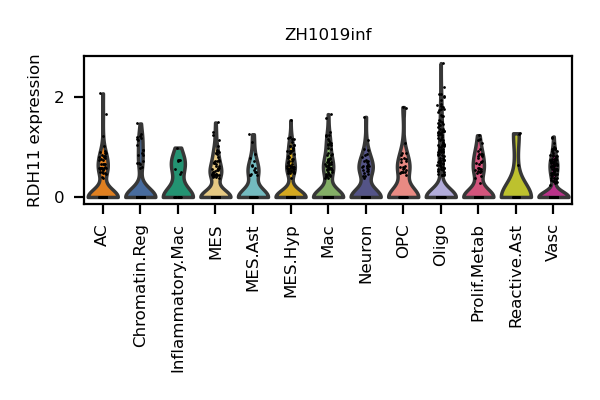 ZH1019inf
RDH11 expression
2
0
AC
Chromatin.Reg
Inflammatory.Mac
MES
MES.Ast
MES.Hyp
Mac
Neuron
OPC
Oligo
Prolif.Metab
Reactive.Ast
Vasc